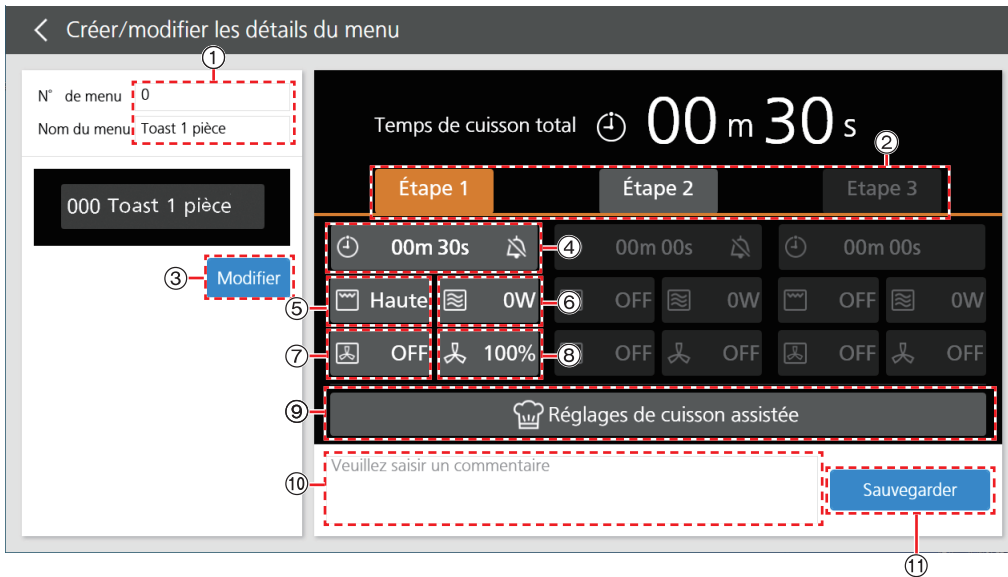 Créer/modifier les détails du menu
①
N° de menu 0
Nom du menu Toast 1 pièce
000 Toast 1 pièce
③ Modifier
Temps de cuisson total 00 m 30 s
②
Étape 1 Étape 2 Etape 3
00m 30s ④ 00m 00s 00m 00s
⑤ Haute 0W ⑥ OFF 0W OFF 0W
⑦ OFF 100% ⑧ OFF OFF OFF OFF
⑨ Réglages de cuisson assistée
⑩ Veuillez saisir un commentaire
Sauvegarder
⑪